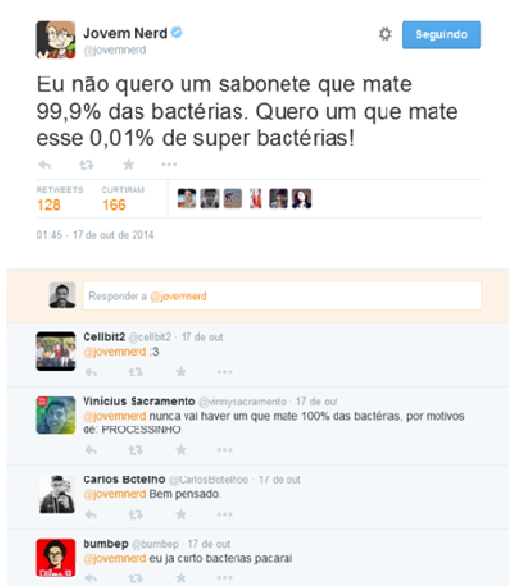 Jovem Nerd
@jovemnerd
Seguindo
Eu não quero um sabonete que mate
99,9% das bactérias. Quero um que mate
esse 0,01% de super bactérias!
RETWEETS
128
CURTIRAM
166
01:45 - 17 de out de 2014
Responder a @jovemnerd
Cellbit2 @cellbit2 · 17 de out
@jovemnerd :3
Vinícius Sacramento @vinnysacramento · 17 de out
@jovemnerd nunca vai haver um que mate 100% das bactéras, por motivos
de: PROCESSINHO
Carlos Botelho @CarlosBotelhoo · 17 de out
@jovemnerd Bem pensado.
bumbep @bumbep · 17 de out
@jovemnerd eu ja curto bacterias pacarai
Dilma 13